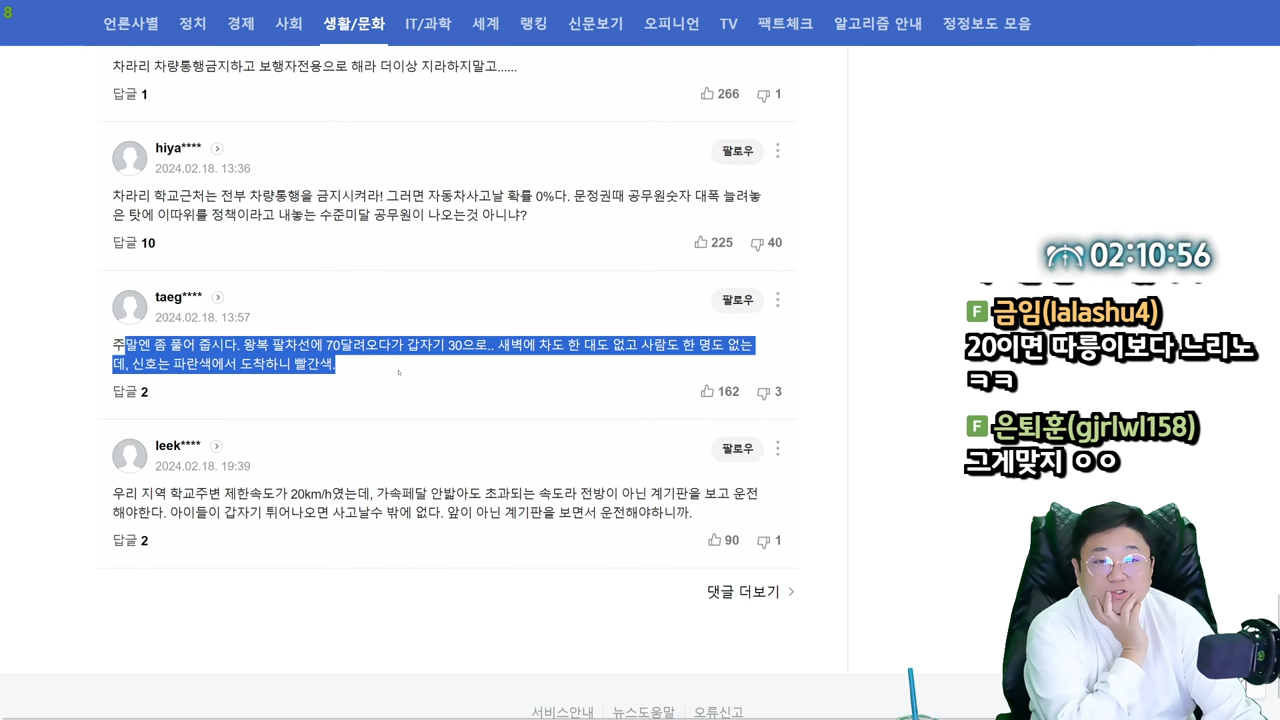 8
언론사별 정치 경제 사회 생활/문화 IT/과학 세계 랭킹 신문보기 오피니언 TV 팩트체크 알고리즘 안내 정정보도 모음
차라리 차량통행금지하고 보행자전용으로 해라 더이상 지라하지말고......
답글 1 266 1
hiya**** 팔로우
2024.02.18. 13:36
차라리 학교근처는 전부 차량통행을 금지시켜라! 그러면 자동차사고날 확률 0%다. 문정권때 공무원숫자 대폭 늘려놓
은 탓에 이따위를 정책이라고 내놓는 수준미달 공무원이 나오는것 아니냐?
답글 10 225 40
taeg**** 팔로우
2024.02.18. 13:57
주말엔 좀 풀어 줍시다. 왕복 팔차선에 70달려오다가 갑자기 30으로.. 새벽에 차도 한 대도 없고 사람도 한 명도 없는
데, 신호는 파란색에서 도착하니 빨간색.
답글 2 162 3
leek**** 팔로우
2024.02.18. 19:39
우리 지역 학교주변 제한속도가 20km/h였는데, 가속페달 안밟아도 초과되는 속도라 전방이 아닌 계기판을 보고 운전
해야한다. 아이들이 갑자기 튀어나오면 사고날수 밖에 없다. 앞이 아닌 계기판을 보면서 운전해야하니까.
답글 2 90 1
댓글 더보기
서비스안내 뉴스도움말 오류신고
02:10:56
F 금임(lalashu4)
20이면 따릉이보다 느리노
ㅋㅋ
F 은퇴훈(gjrlwl158)
그게맞지 ㅇㅇ